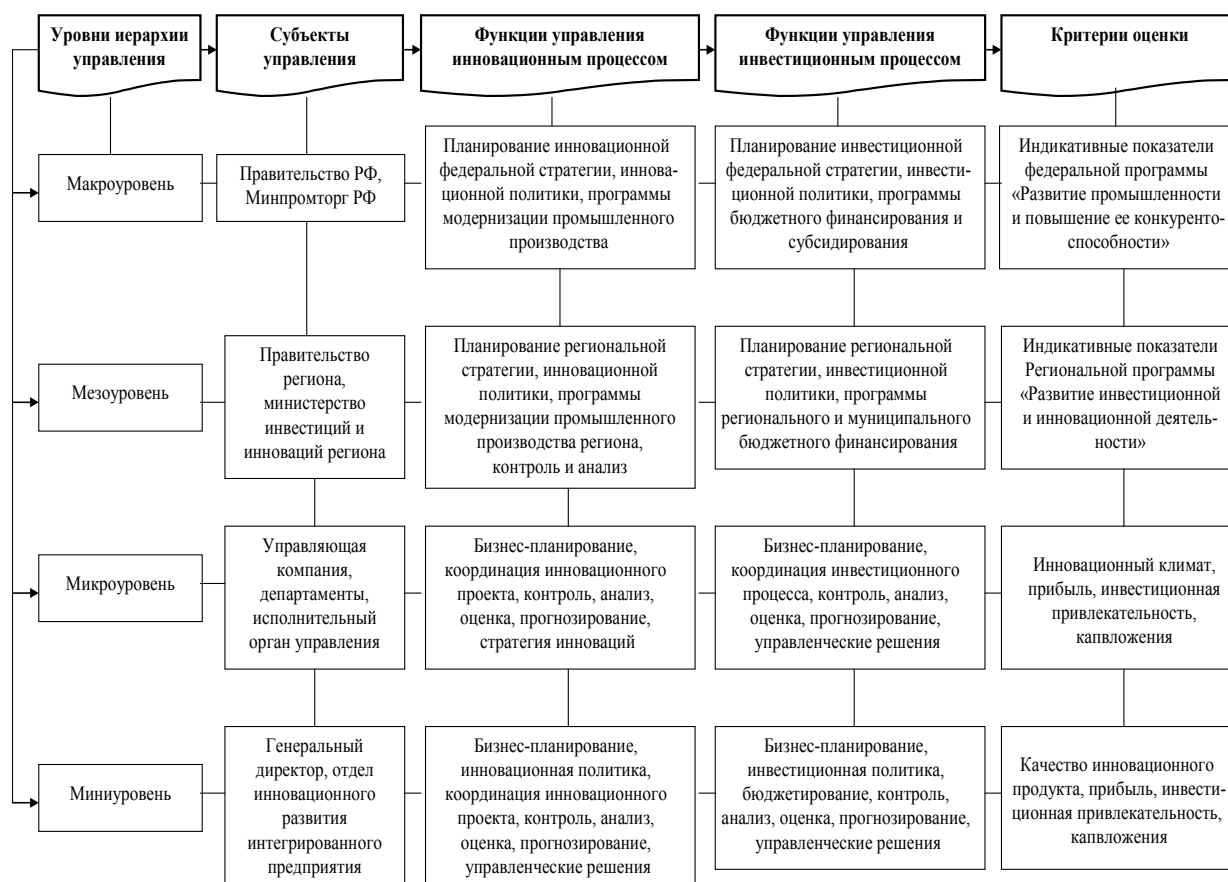 Уровни иерархии
управления
Субъекты
управления
Функции управления
инновационным процессом
Функции управления
инвестиционным процессом
Критерии оценки
Макроуровень
Правительство РФ,
Минпромторг РФ
Планирование инновационной
федеральной стратегии, иннова-
ционной политики, программы
модернизации промышленного
производства
Планирование инвестиционной
федеральной стратегии, инвести-
ционной политики, программы
бюджетного финансирования и
субсидирования
Индикативные показатели
федеральной программы
«Развитие промышленности
и повышение ее конкуренто-
способности»
Мезоуровень
Правительство
региона,
министерство
инвестиций и
инноваций региона
Планирование региональной
стратегии, инновационной
политики, программы
модернизации промышленного
производства региона,
контроль и анализ
Планирование региональной
стратегии, инвестиционной
политики, программы
регионального и муниципального
бюджетного финансирования
Индикативные показатели
Региональной программы
«Развитие инвестиционной
и инновационной деятель-
ности»
Микроуровень
Управляющая
компания,
департаменты,
исполнительный
орган управления
Бизнес-планирование,
координация инновационного
проекта, контроль, анализ,
оценка, прогнозирование,
стратегия инноваций
Бизнес-планирование,
координация инвестиционного
процесса, контроль, анализ,
оценка, прогнозирование,
управленческие решения
Инновационный климат,
прибыль, инвестиционная
привлекательность,
капвложения
Миниуровень
Генеральный
директор, отдел
инновационного
развития
интегрированного
предприятия
Бизнес-планирование,
инновационная политика,
координация инновационного
проекта, контроль, анализ,
оценка, прогнозирование,
управленческие решения
Бизнес-планирование,
инвестиционная политика,
бюджетирование, контроль,
анализ, оценка, прогнозирование,
управленческие решения
Качество инновационного
продукта, прибыль, инвести-
ционная привлекательность,
капвложения